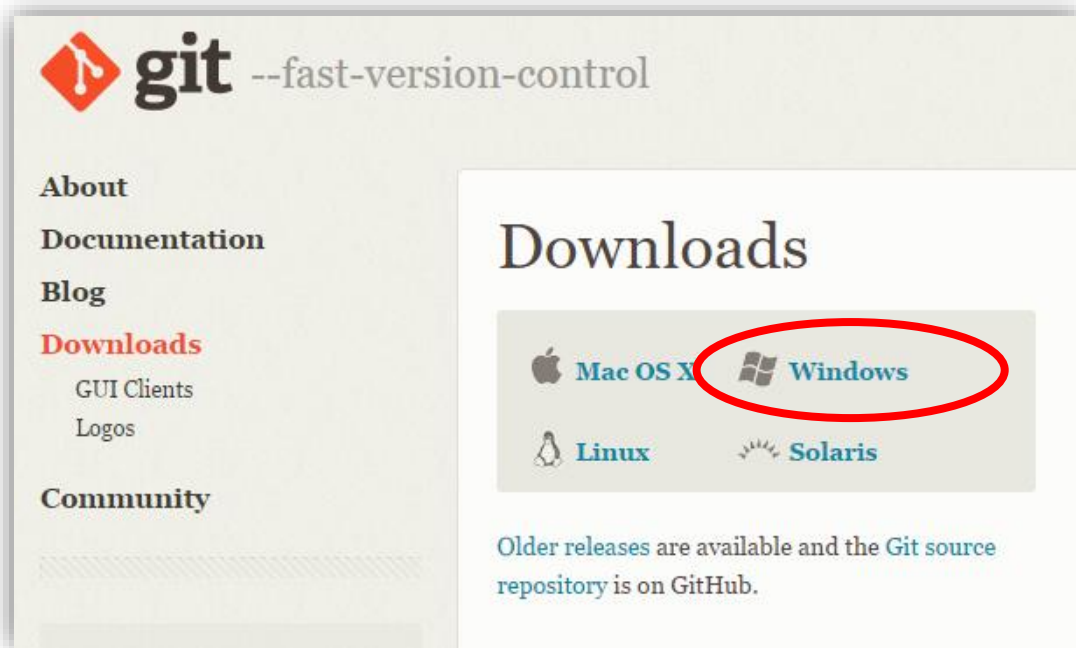 git --fast-version-control
About
Documentation
Blog
Downloads
GUI Clients
Logos
Community
Downloads
Mac OS X Windows
Linux Solaris
Older releases are available and the Git source
repository is on GitHub.